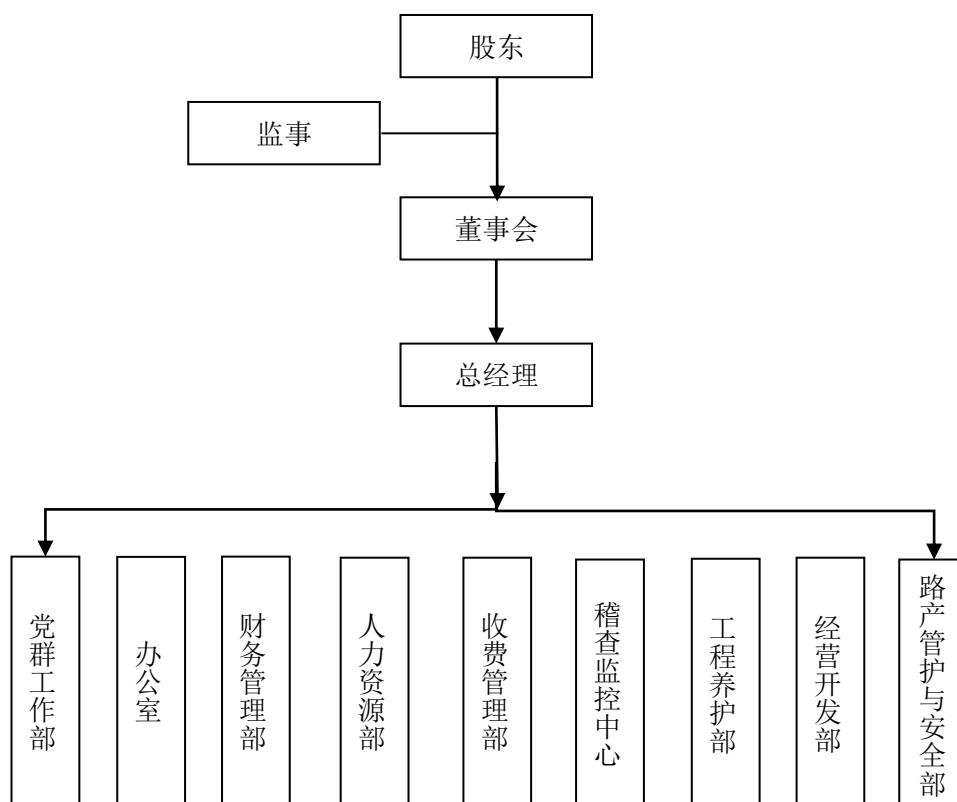 股东
监事
董事会
总经理
党群工作部
办公室
财务管理部
人力资源部
收费管理部
稽查监控中心
工程养护部
经营开发部
路产管护与安全部